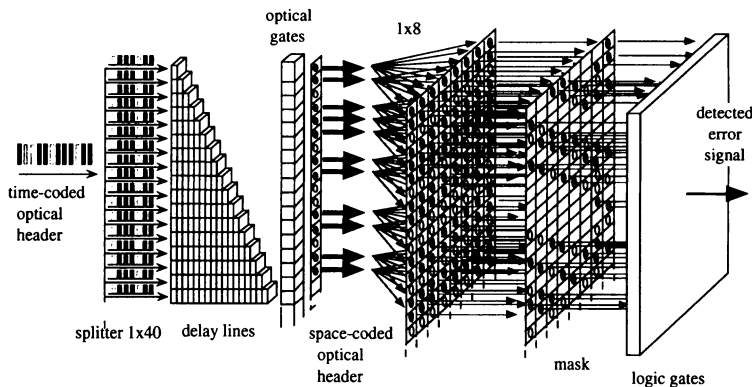 optical
gates
1x8
time-coded
optical
header
detected
error
signal
splitter 1x40
delay lines
space-coded
optical
header
mask
logic gates